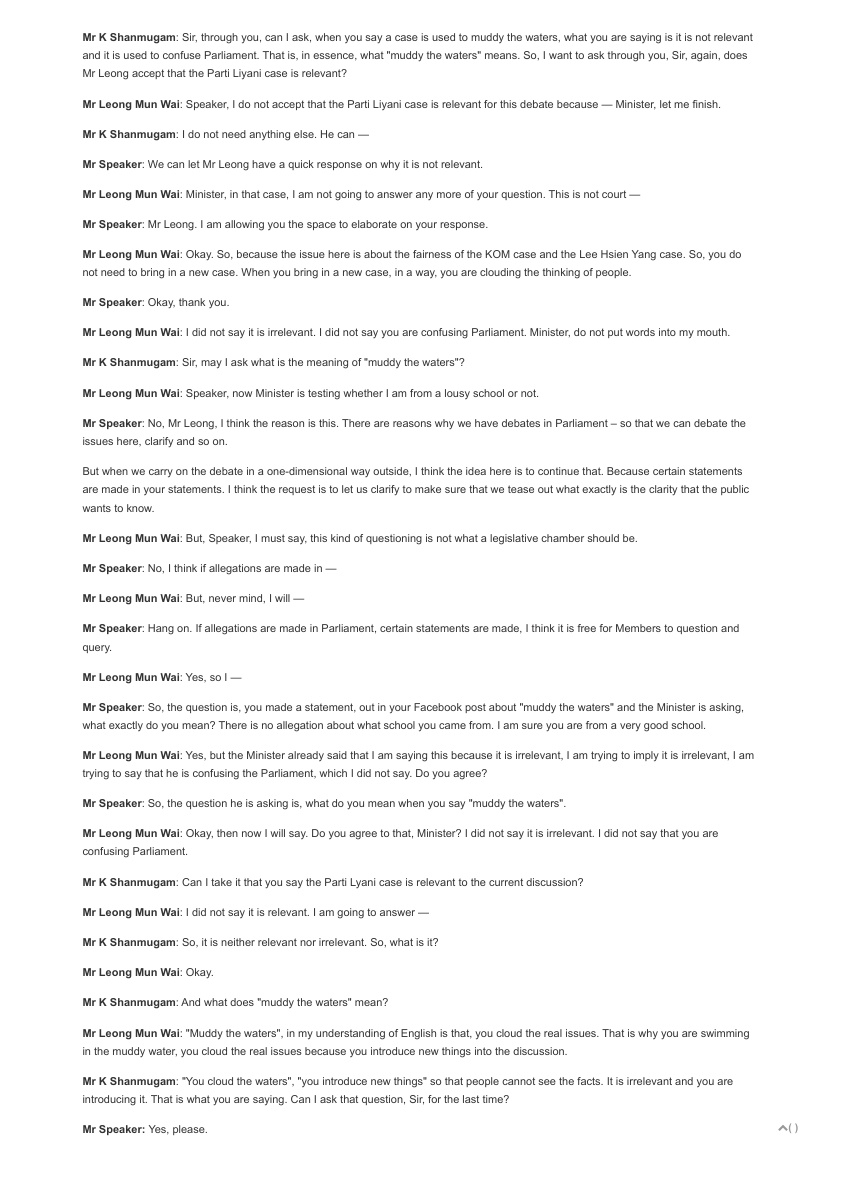 Mr K Shanmugam: Sir, through you, can I ask, when you say a case is used to muddy the waters, what you are saying is it is not relevant
and it is used to confuse Parliament. That is, in essence, what "muddy the waters" means. So, I want to ask through you, Sir, again, does
Mr Leong accept that the Parti Liyani case is relevant?
Mr Leong Mun Wai: Speaker, I do not accept that the Parti Liyani case is relevant for this debate because — Minister, let me finish.
Mr K Shanmugam: I do not need anything else. He can —
Mr Speaker: We can let Mr Leong have a quick response on why it is not relevant.
Mr Leong Mun Wai: Minister, in that case, I am not going to answer any more of your question. This is not court —
Mr Speaker: Mr Leong. I am allowing you the space to elaborate on your response.
Mr Leong Mun Wai: Okay. So, because the issue here is about the fairness of the KOM case and the Lee Hsien Yang case. So, you do
not need to bring in a new case. When you bring in a new case, in a way, you are clouding the thinking of people.
Mr Speaker: Okay, thank you.
Mr Leong Mun Wai: I did not say it is irrelevant. I did not say you are confusing Parliament. Minister, do not put words into my mouth.
Mr K Shanmugam: Sir, may I ask what is the meaning of "muddy the waters"?
Mr Leong Mun Wai: Speaker, now Minister is testing whether I am from a lousy school or not.
Mr Speaker: No, Mr Leong, I think the reason is this. There are reasons why we have debates in Parliament – so that we can debate the
issues here, clarify and so on.
But when we carry on the debate in a one-dimensional way outside, I think the idea here is to continue that. Because certain statements
are made in your statements. I think the request is to let us clarify to make sure that we tease out what exactly is the clarity that the public
wants to know.
Mr Leong Mun Wai: But, Speaker, I must say, this kind of questioning is not what a legislative chamber should be.
Mr Speaker: No, I think if allegations are made in —
Mr Leong Mun Wai: But, never mind, I will —
Mr Speaker: Hang on. If allegations are made in Parliament, certain statements are made, I think it is free for Members to question and
query.
Mr Leong Mun Wai: Yes, so I —
Mr Speaker: So, the question is, you made a statement, out in your Facebook post about "muddy the waters" and the Minister is asking,
what exactly do you mean? There is no allegation about what school you came from. I am sure you are from a very good school.
Mr Leong Mun Wai: Yes, but the Minister already said that I am saying this because it is irrelevant, I am trying to imply it is irrelevant, I am
trying to say that he is confusing the Parliament, which I did not say. Do you agree?
Mr Speaker: So, the question he is asking is, what do you mean when you say "muddy the waters".
Mr Leong Mun Wai: Okay, then now I will say. Do you agree to that, Minister? I did not say it is irrelevant. I did not say that you are
confusing Parliament.
Mr K Shanmugam: Can I take it that you say the Parti Lyani case is relevant to the current discussion?
Mr Leong Mun Wai: I did not say it is relevant. I am going to answer —
Mr K Shanmugam: So, it is neither relevant nor irrelevant. So, what is it?
Mr Leong Mun Wai: Okay.
Mr K Shanmugam: And what does "muddy the waters" mean?
Mr Leong Mun Wai: "Muddy the waters", in my understanding of English is that, you cloud the real issues. That is why you are swimming
in the muddy water, you cloud the real issues because you introduce new things into the discussion.
Mr K Shanmugam: "You cloud the waters", "you introduce new things" so that people cannot see the facts. It is irrelevant and you are
introducing it. That is what you are saying. Can I ask that question, Sir, for the last time?
Mr Speaker: Yes, please.
( )